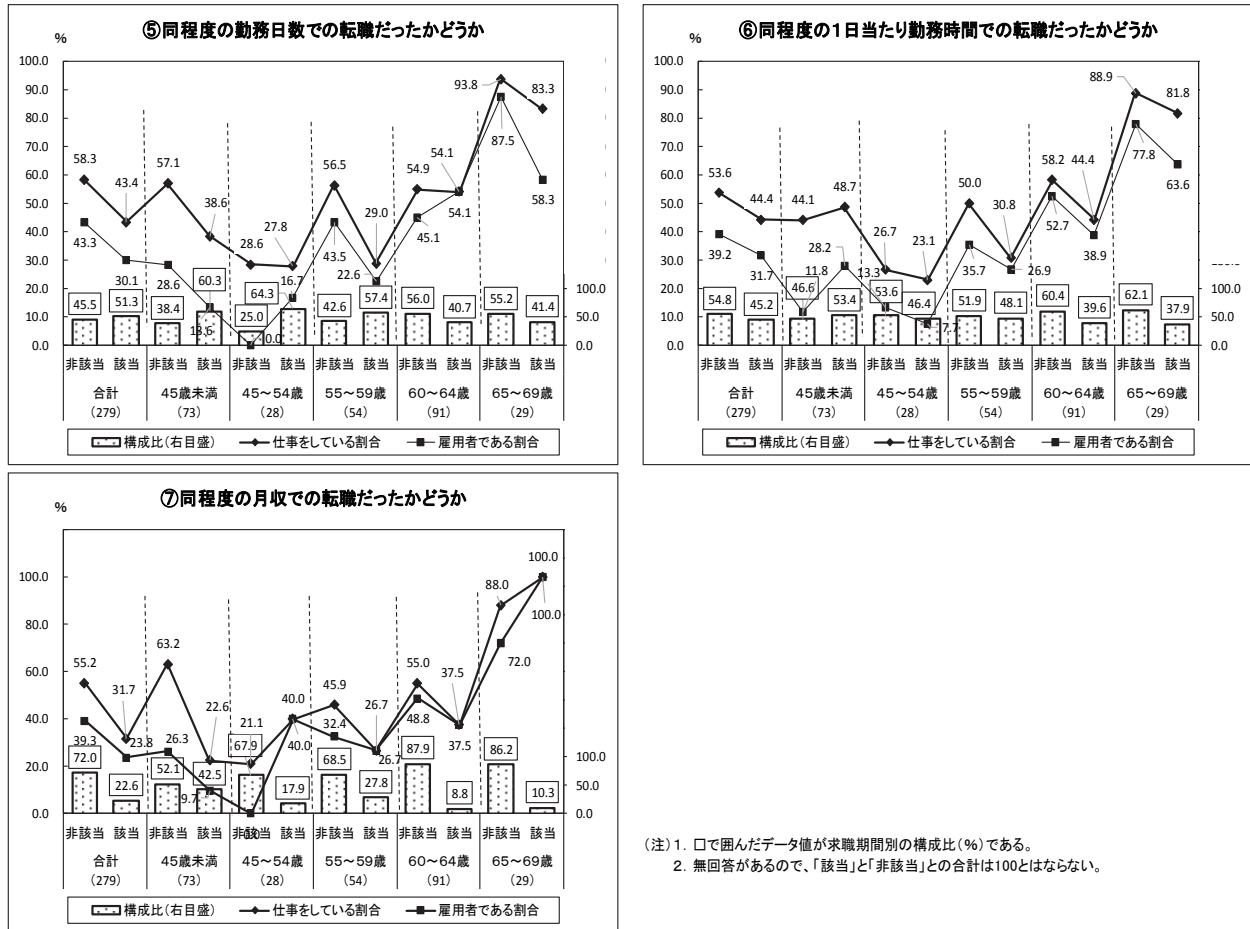 ⑤同程度の勤務日数での転職だったかどうか
%
100.0
90.0
80.0
70.0
60.0
50.0
40.0
30.0
20.0
10.0
0.0
100.0
50.0
0.0
58.3 43.4 57.1 38.6 28.6 27.8 56.5 29.0 54.9 54.1 93.8 83.3
43.3 30.1 28.6 13.6 0.0 16.7 43.5 22.6 45.1 54.1 87.5 58.3
45.5 51.3 38.4 60.3 25.0 64.3 42.6 57.4 56.0 40.7 55.2 41.4
非該当 該当 非該当 該当 非該当 該当 非該当 該当 非該当 該当 非該当 該当
合計 45歳未満 45～54歳 55～59歳 60～64歳 65～69歳
(279) (73) (28) (54) (91) (29)
構成比(右目盛) 仕事をしている割合 雇用者である割合
⑥同程度の1日当たり勤務時間での転職だったかどうか
%
100.0
90.0
80.0
70.0
60.0
50.0
40.0
30.0
20.0
10.0
0.0
100.0
50.0
0.0
53.6 44.4 44.1 48.7 26.7 23.1 50.0 30.8 58.2 44.4 88.9 81.8
39.2 31.7 11.8 28.2 13.3 7.7 35.7 26.9 52.7 38.9 77.8 63.6
54.8 45.2 46.6 53.4 53.6 46.4 51.9 48.1 60.4 39.6 62.1 37.9
非該当 該当 非該当 該当 非該当 該当 非該当 該当 非該当 該当 非該当 該当
合計 45歳未満 45～54歳 55～59歳 60～64歳 65～69歳
(279) (73) (28) (54) (91) (29)
構成比(右目盛) 仕事をしている割合 雇用者である割合
⑦同程度の月収での転職だったかどうか
%
100.0
80.0
60.0
40.0
20.0
0.0
100.0
50.0
0.0
55.2 31.7 63.2 22.6 21.1 40.0 45.9 26.7 55.0 37.5 88.0 100.0
39.3 23.8 26.3 9.7 0.0 40.0 32.4 26.7 48.8 37.5 72.0 100.0
72.0 22.6 52.1 42.5 67.9 17.9 68.5 27.8 87.9 8.8 86.2 10.3
非該当 該当 非該当 該当 非該当 該当 非該当 該当 非該当 該当 非該当 該当
合計 45歳未満 45～54歳 55～59歳 60～64歳 65～69歳
(279) (73) (28) (54) (91) (29)
構成比(右目盛) 仕事をしている割合 雇用者である割合
(注)1. □で囲んだデータ値が求職期間別の構成比(%)である。
2. 無回答があるので、「該当」と「非該当」との合計は100とはならない。